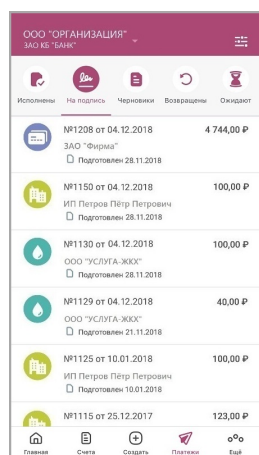 ООО "ОРГАНИЗАЦИЯ"
ЗАО КБ "БАНК"
Исполнены На подпись Черновики Возвращены Ожидают
№1208 от 04.12.2018 4 744,00 ₽
ЗАО "Фирма"
Подготовлен 28.11.2018
№1150 от 04.12.2018 100,00 ₽
ИП Петров Пётр Петрович
Подготовлен 28.11.2018
№1130 от 04.12.2018 100,00 ₽
ООО "УСЛУГА-ЖКХ"
Подготовлен 28.11.2018
№1129 от 04.12.2018 40,00 ₽
ООО "УСЛУГА-ЖКХ"
Подготовлен 21.11.2018
№1125 от 10.01.2018 100,00 ₽
ИП Петров Пётр Петрович
Подготовлен 10.01.2018
№1115 от 25.12.2017 123,00 ₽
Главная Счета Создать Платежи Ещё